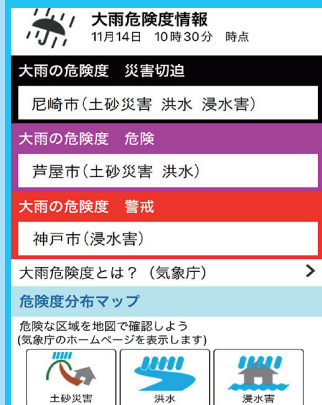 大雨危険度情報
11月14日 10時30分 時点
大雨の危険度 災害切迫
尼崎市(土砂災害 洪水 浸水害)
大雨の危険度 危険
芦屋市(土砂災害 洪水)
大雨の危険度 警戒
神戸市(浸水害)
大雨危険度とは?(気象庁)
危険度分布マップ
危険な区域を地図で確認しよう
(気象庁のホームページを表示します)
土砂災害 洪水 浸水害